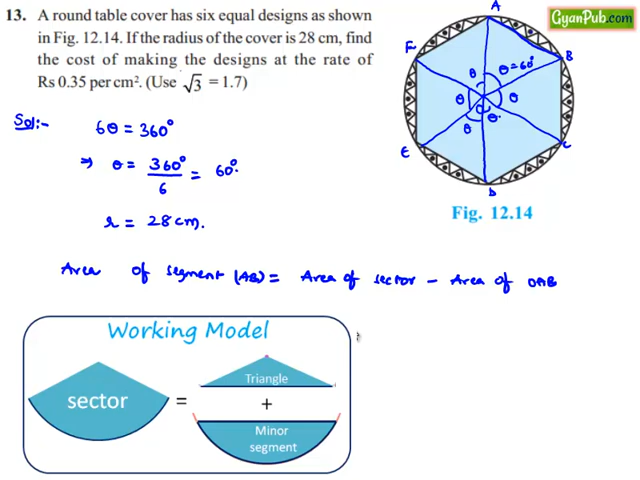 13. A round table cover has six equal designs as shown
in Fig. 12.14. If the radius of the cover is 28 cm, find
the cost of making the designs at the rate of
Rs 0.35 per cm². (Use √3 = 1.7)
GyanPub.com
A
B
C
D
E
F
θ
θ=60°
θ
θ
θ
θ
O
Fig. 12.14
Sol:-
6θ = 360°
⇒ θ = 360°/6 = 60°.
r = 28 cm.
Area of segment (AB) = Area of sector - Area of OAB
Working Model
sector
=
Triangle
+
Minor
segment